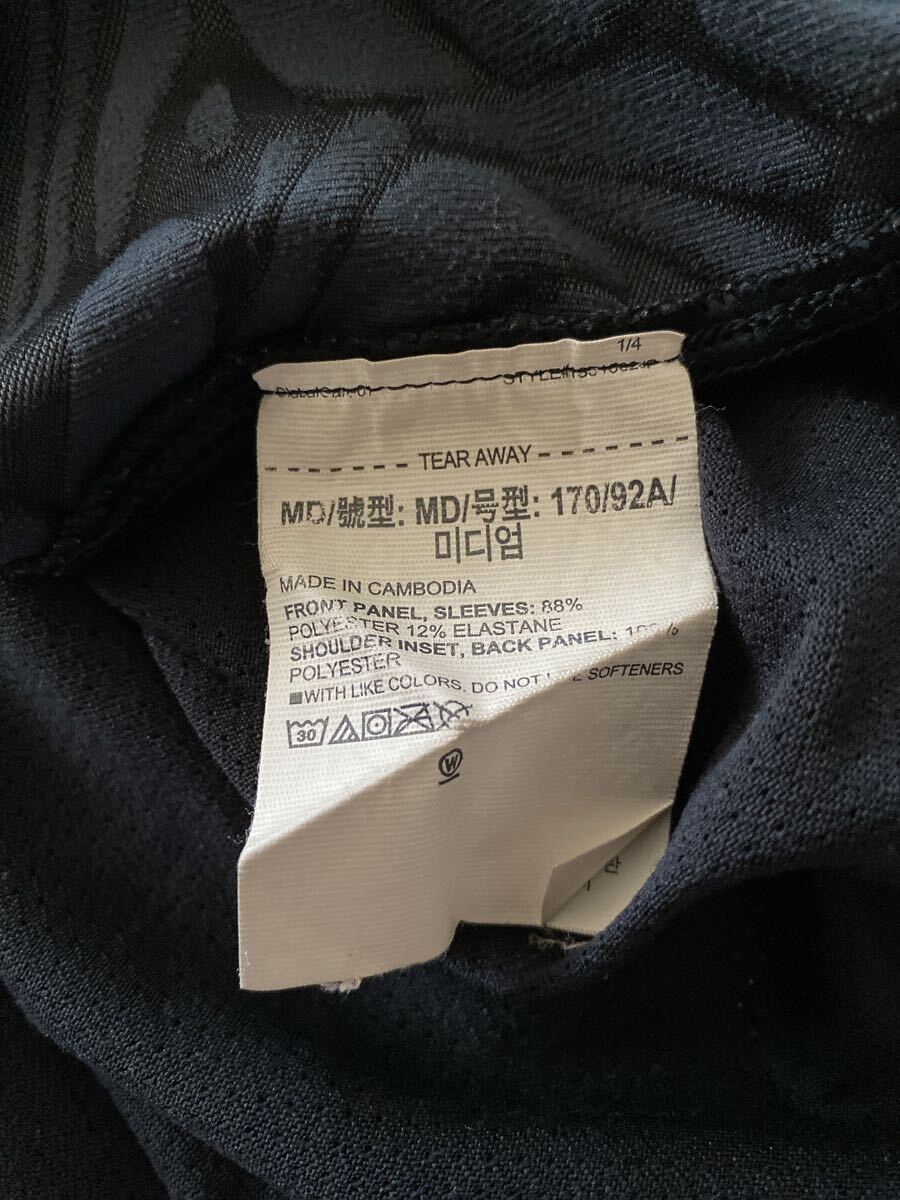 1/4
TEAR AWAY
MD/號型: MD/号型: 170/92A/
미디엄
MADE IN CAMBODIA
FRONT PANEL, SLEEVES: 88%
POLYESTER 12% ELASTANE
SHOULDER INSET, BACK PANEL:
POLYESTER
WITH LIKE COLORS. DO NOT SOFTENERS
30
W